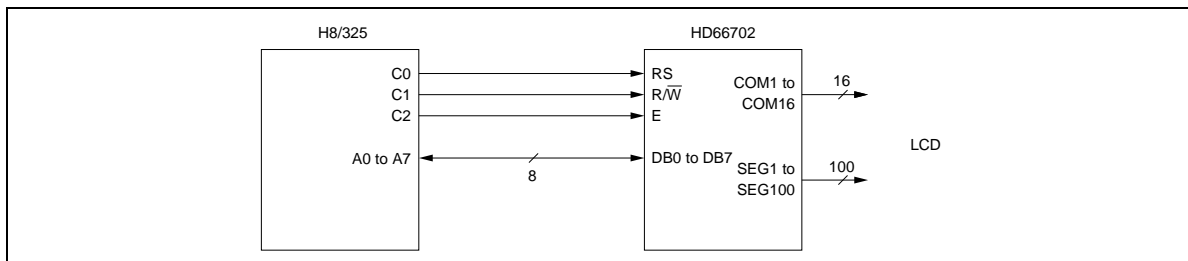 H8/325
HD66702
C0
RS
C1
R/W̅
C2
E
A0 to A7
8
DB0 to DB7
COM1 to
COM16
16
SEG1 to
SEG100
100
LCD